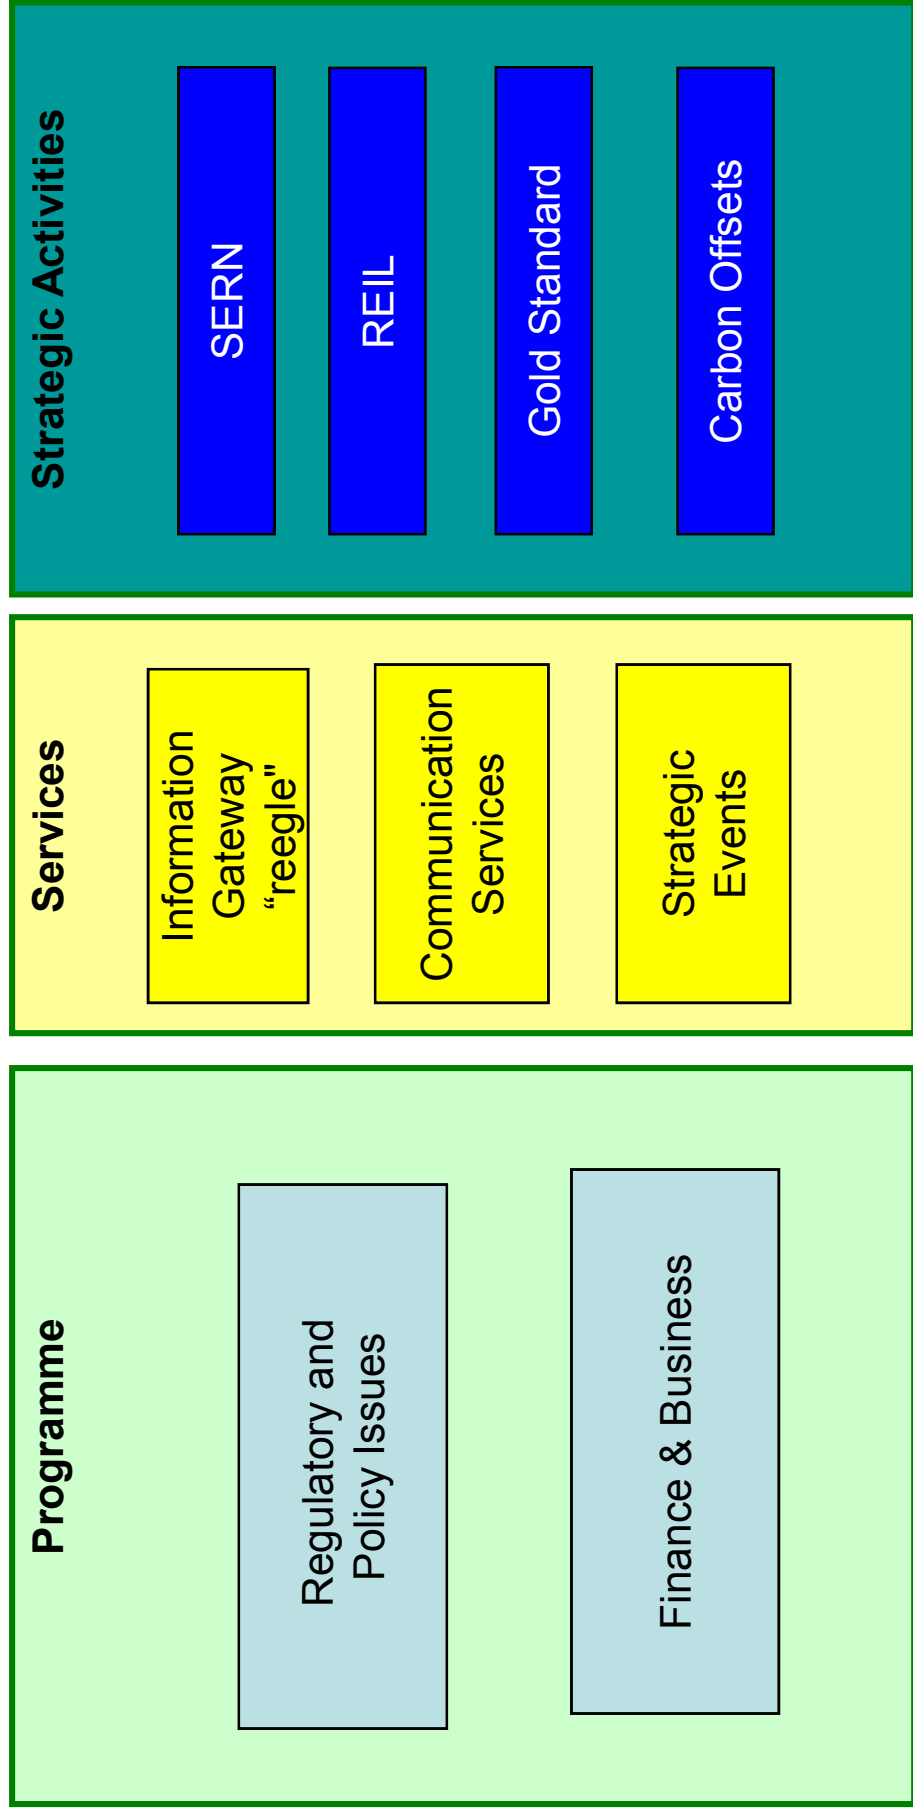 Programme
Regulatory and
Policy Issues
Finance & Business
Services
Information
Gateway
“reegle"
Communication
Services
Strategic
Events
Strategic Activities
SERN
REIL
Gold Standard
Carbon Offsets